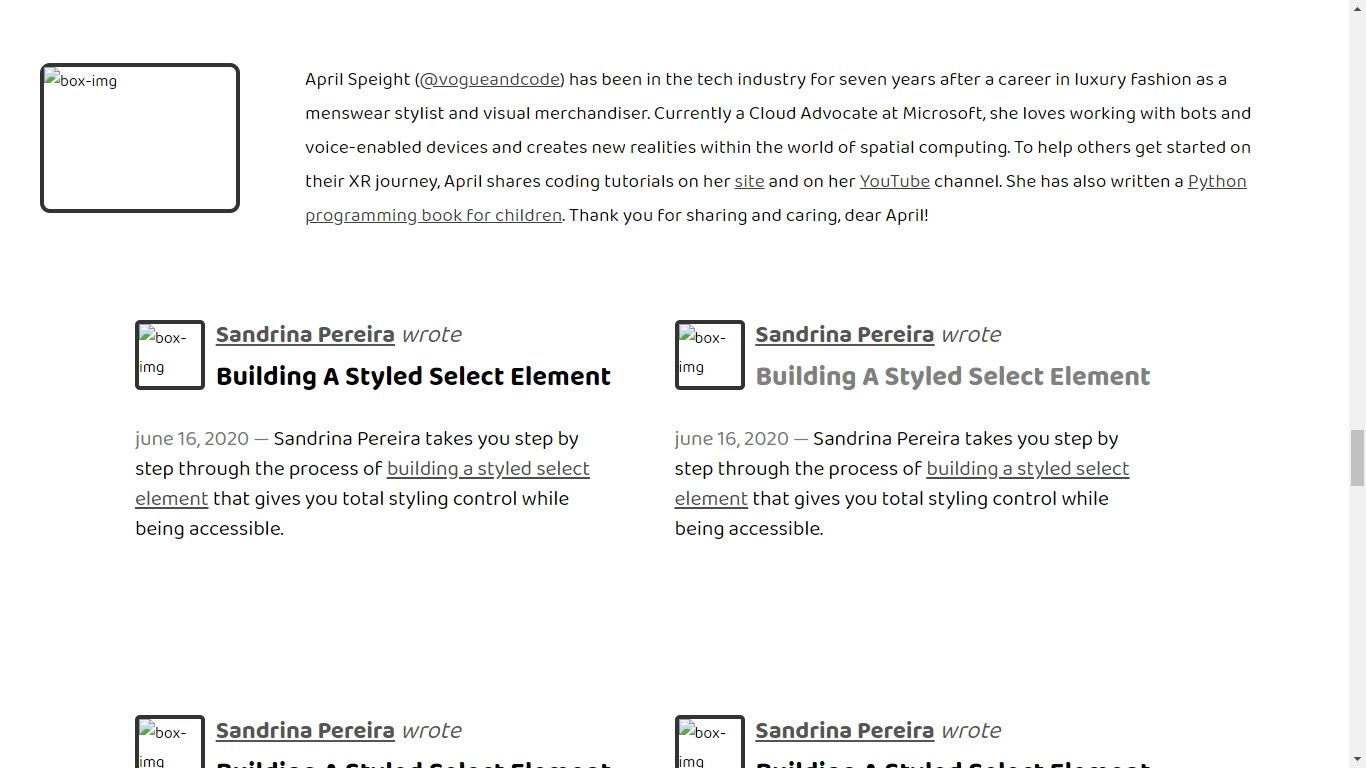 box-img
April Speight (@vogueandcode) has been in the tech industry for seven years after a career in luxury fashion as a
menswear stylist and visual merchandiser. Currently a Cloud Advocate at Microsoft, she loves working with bots and
voice-enabled devices and creates new realities within the world of spatial computing. To help others get started on
their XR journey, April shares coding tutorials on her site and on her YouTube channel. She has also written a Python
programming book for children. Thank you for sharing and caring, dear April!
box-
img
Sandrina Pereira wrote
Building A Styled Select Element
june 16, 2020 — Sandrina Pereira takes you step by
step through the process of building a styled select
element that gives you total styling control while
being accessible.
box-
img
Sandrina Pereira wrote
Building A Styled Select Element
june 16, 2020 — Sandrina Pereira takes you step by
step through the process of building a styled select
element that gives you total styling control while
being accessible.
box-
img
Sandrina Pereira wrote
Building A Styled Select Element
box-
img
Sandrina Pereira wrote
Building A Styled Select Element